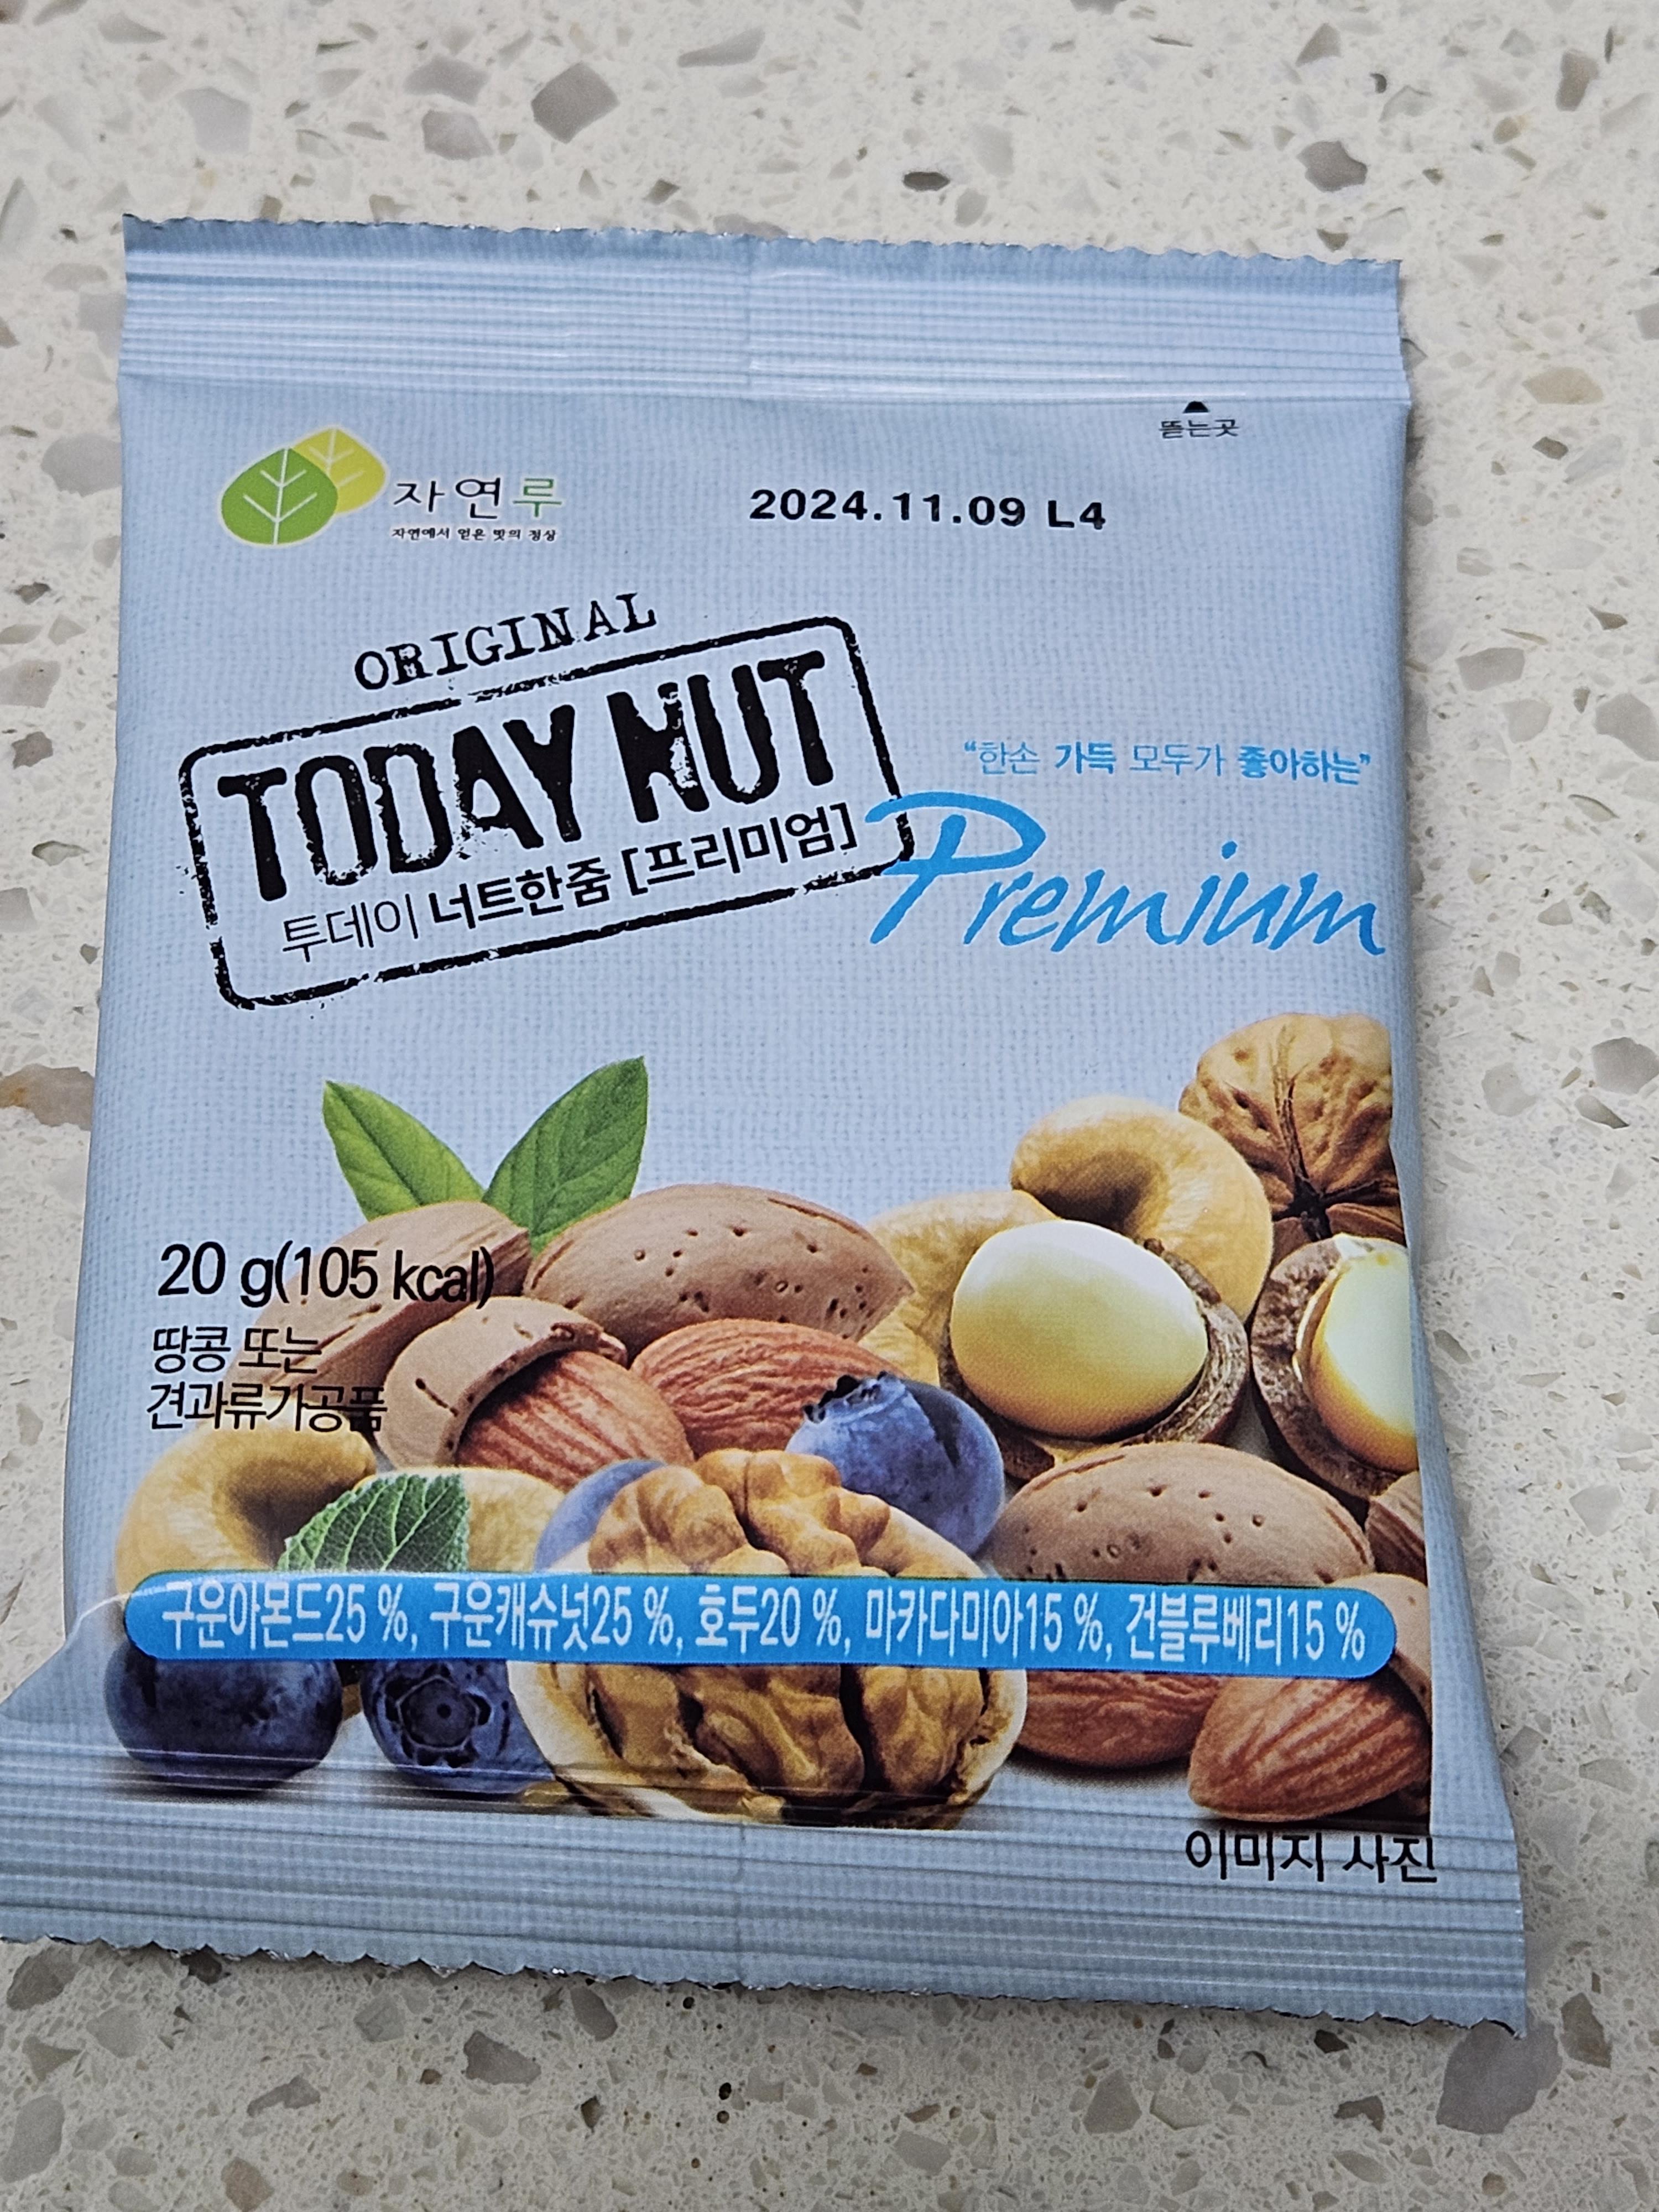 뜯는곳
자연루
자연에서 얻은 맛의 정상
2024.11.09 L4
ORIGINAL
TODAY NUT
투데이 너트한줌 [프리미엄]
“한손 가득 모두가 좋아하는”
Premium
20 g(105 kcal)
땅콩 또는
견과류가공품
구운아몬드25 %, 구운캐슈넛25 %, 호두20 %, 마카다미아15 %, 건블루베리15 %
이미지 사진